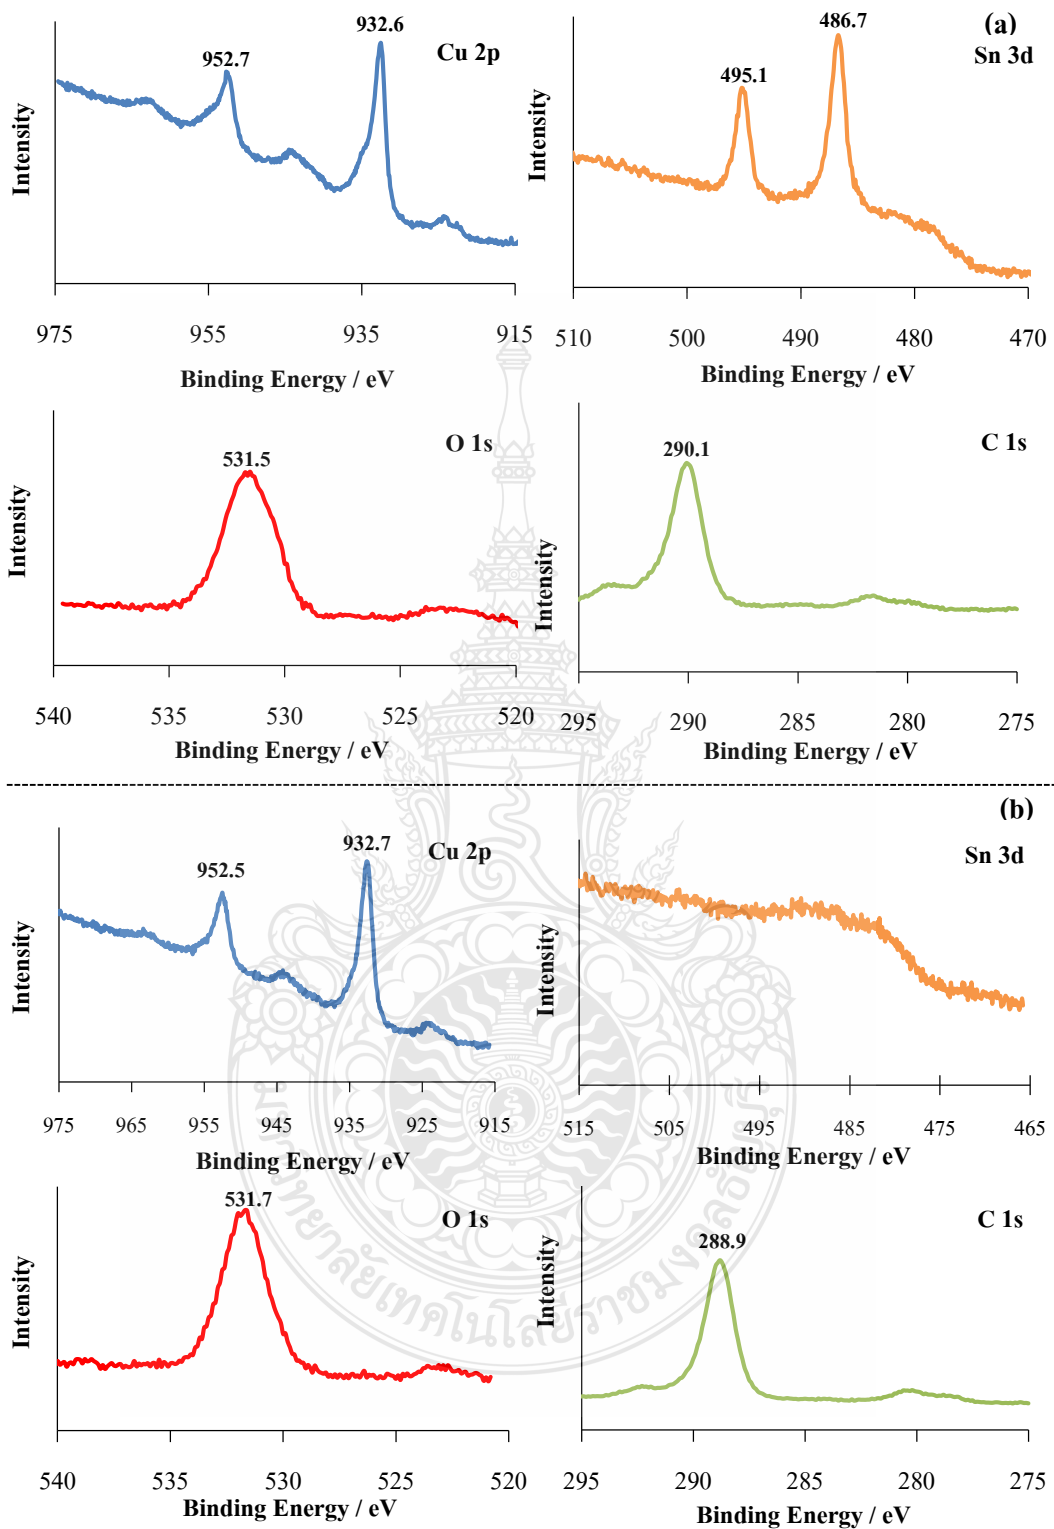 (a)
Cu 2p
952.7
932.6
Intensity
975
955
935
915
Binding Energy / eV
Sn 3d
495.1
486.7
Intensity
510
500
490
480
470
Binding Energy / eV
O 1s
531.5
Intensity
540
535
530
525
520
Binding Energy / eV
C 1s
290.1
Intensity
295
290
285
280
275
Binding Energy / eV
(b)
Cu 2p
952.5
932.7
Intensity
975
965
955
945
935
925
915
Binding Energy / eV
Sn 3d
Intensity
515
505
495
485
475
465
Binding Energy / eV
O 1s
531.7
Intensity
540
535
530
525
520
Binding Energy / eV
C 1s
288.9
Intensity
295
290
285
280
275
Binding Energy / eV